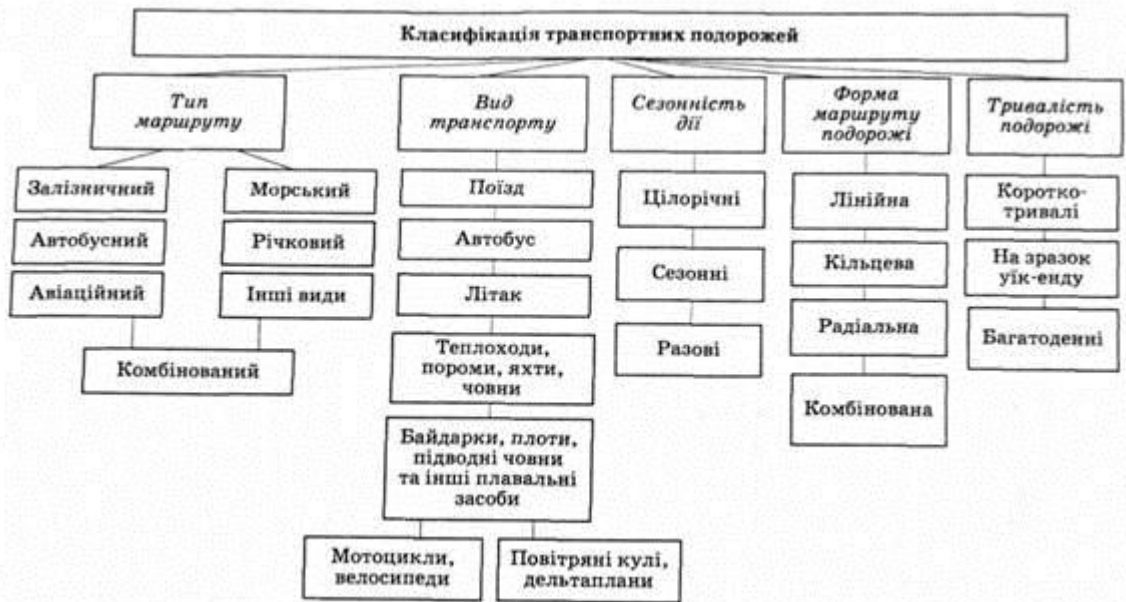 Класифікація транспортних подорожей
Тип
маршруту
Залізничний
Морський
Автобусний
Річковий
Авіаційний
Інші види
Комбінований
Вид
транспорту
Поїзд
Автобус
Літак
Теплоходи,
пороми, яхти,
човни
Байдарки, плоти,
підводні човни
та інші плавальні
засоби
Мотоцикли,
велосипеди
Повітряні кулі,
дельтаплани
Сезонність
дії
Цілорічні
Сезонні
Разові
Форма
маршруту
подорожі
Лінійна
Кільцева
Радіальна
Комбінована
Тривалість
подорожі
Коротко-
тривалі
На зразок
уїк-енду
Багатоденні